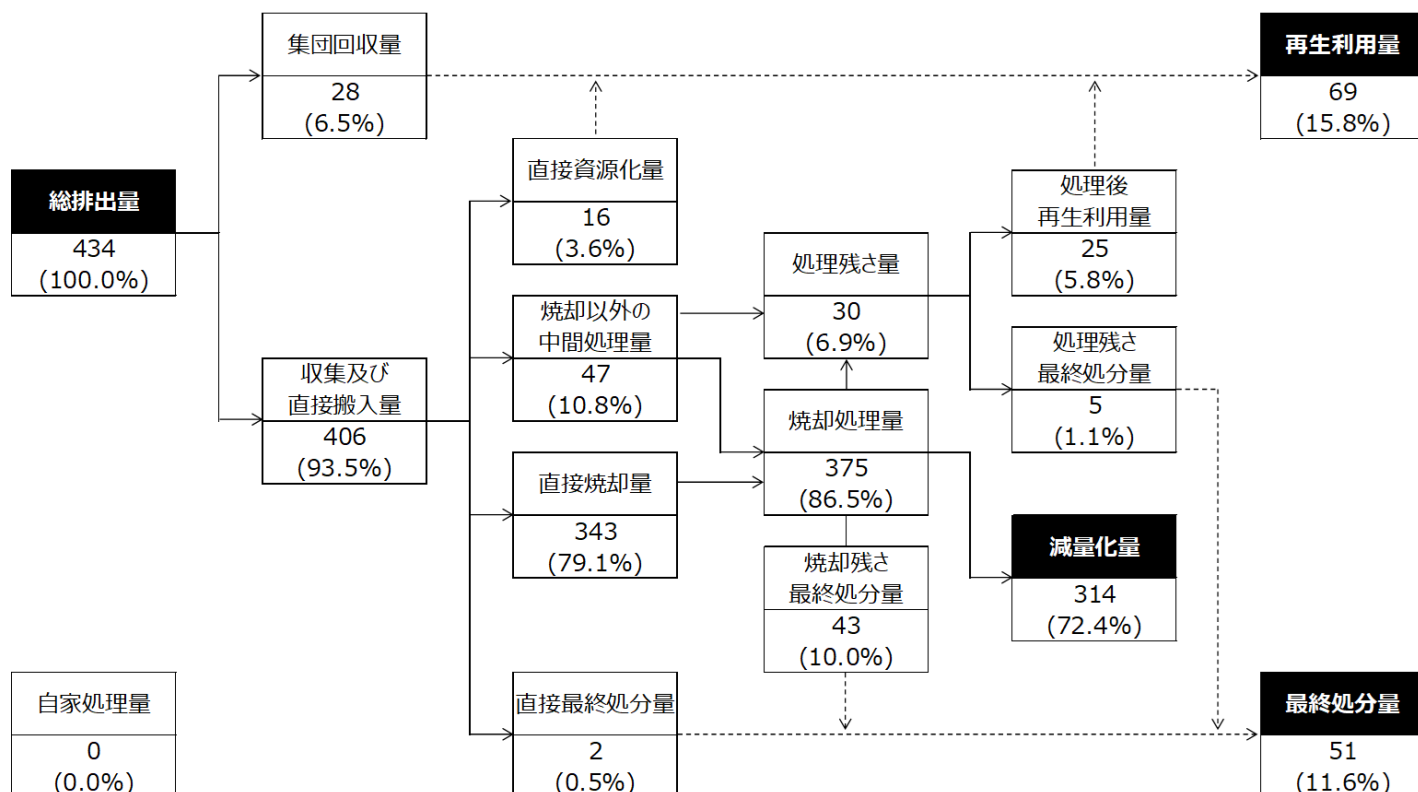 集団回収量
28
(6.5%)
再生利用量
69
(15.8%)
総排出量
434
(100.0%)
直接資源化量
16
(3.6%)
処理後
再生利用量
25
(5.8%)
処理残さ量
30
(6.9%)
焼却以外の
中間処理量
47
(10.8%)
収集及び
直接搬入量
406
(93.5%)
処理残さ
最終処分量
5
(1.1%)
焼却処理量
375
(86.5%)
直接焼却量
343
(79.1%)
減量化量
314
(72.4%)
焼却残さ
最終処分量
43
(10.0%)
自家処理量
0
(0.0%)
直接最終処分量
2
(0.5%)
最終処分量
51
(11.6%)